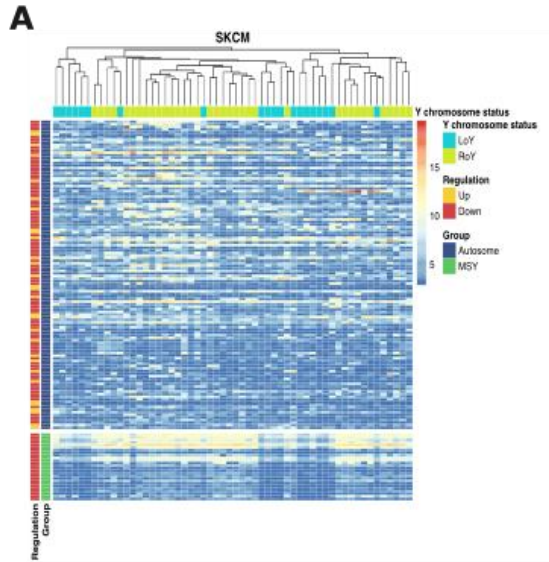 A
SKCM
Y chromosome status
Y chromosome status
LoY
RoY
15
Regulation
Up
Down
10
Group
Autosome
MSY
5
Regulation
Group